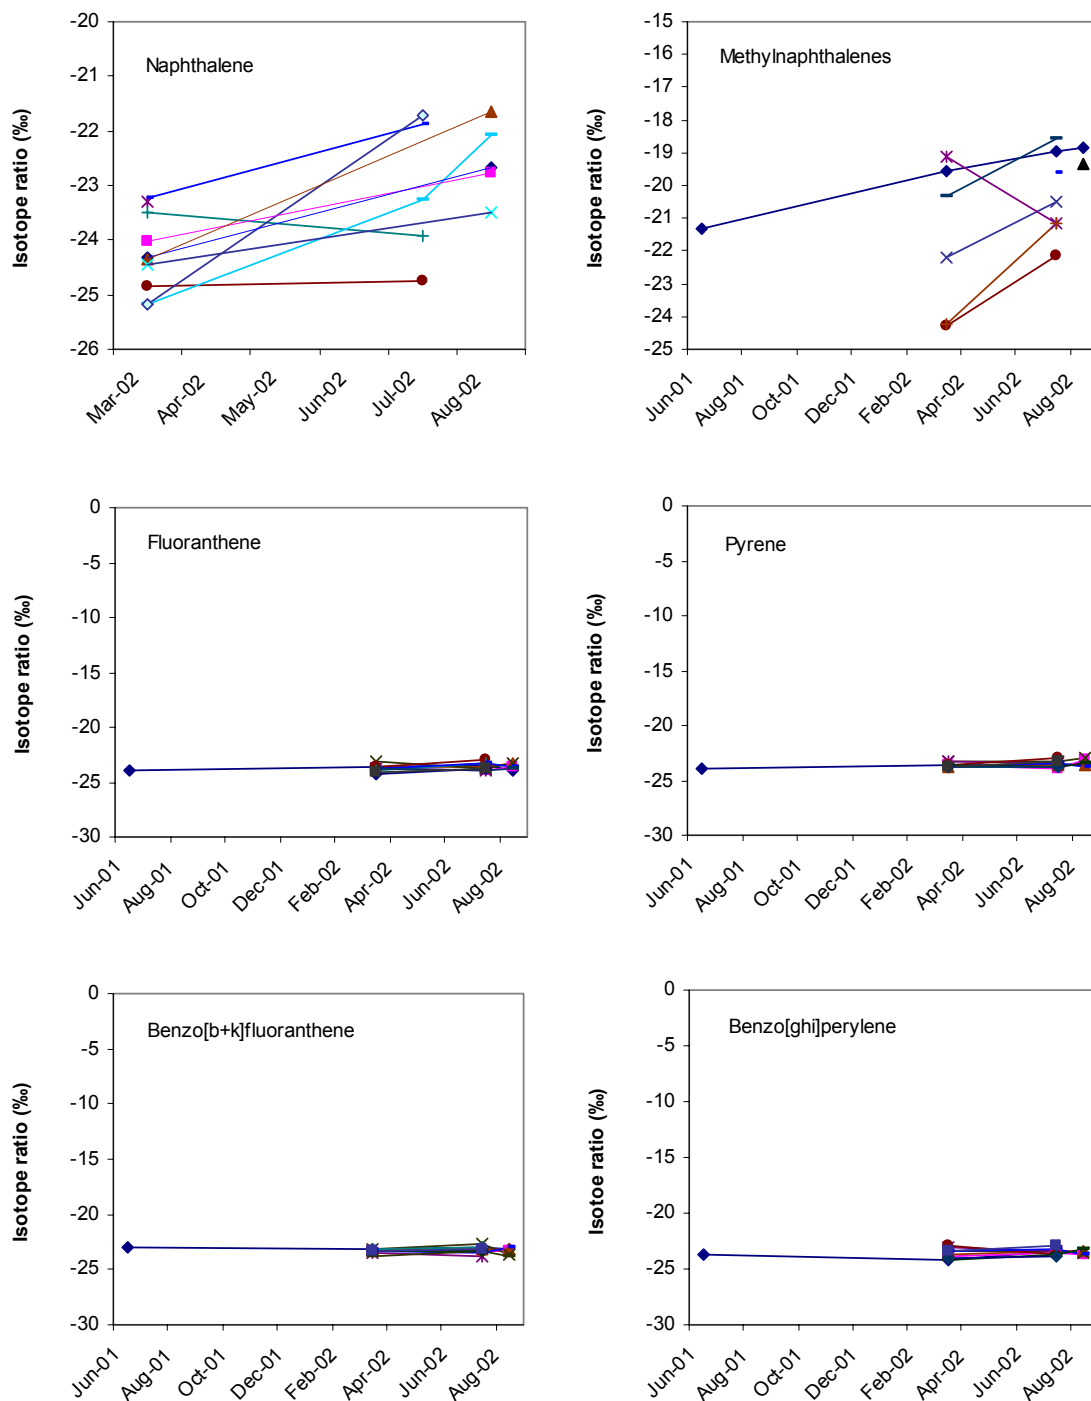 Naphthalene
Isotope ratio (‰)
-20
-21
-22
-23
-24
-25
-26
Mar-02
Apr-02
May-02
Jun-02
Jul-02
Aug-02
Methylnaphthalenes
Isotope ratio (‰)
-15
-16
-17
-18
-19
-20
-21
-22
-23
-24
-25
Jun-01
Aug-01
Oct-01
Dec-01
Feb-02
Apr-02
Jun-02
Aug-02
Fluoranthene
Isotope ratio (‰)
0
-5
-10
-15
-20
-25
-30
Jun-01
Aug-01
Oct-01
Dec-01
Feb-02
Apr-02
Jun-02
Aug-02
Pyrene
Isotope ratio (‰)
0
-5
-10
-15
-20
-25
-30
Jun-01
Aug-01
Oct-01
Dec-01
Feb-02
Apr-02
Jun-02
Aug-02
Benzo[b+k]fluoranthene
Isotope ratio (‰)
0
-5
-10
-15
-20
-25
-30
Jun-01
Aug-01
Oct-01
Dec-01
Feb-02
Apr-02
Jun-02
Aug-02
Benzo[ghi]perylene
Isotoe ratio (‰)
0
-5
-10
-15
-20
-25
-30
Jun-01
Aug-01
Oct-01
Dec-01
Feb-02
Apr-02
Jun-02
Aug-02